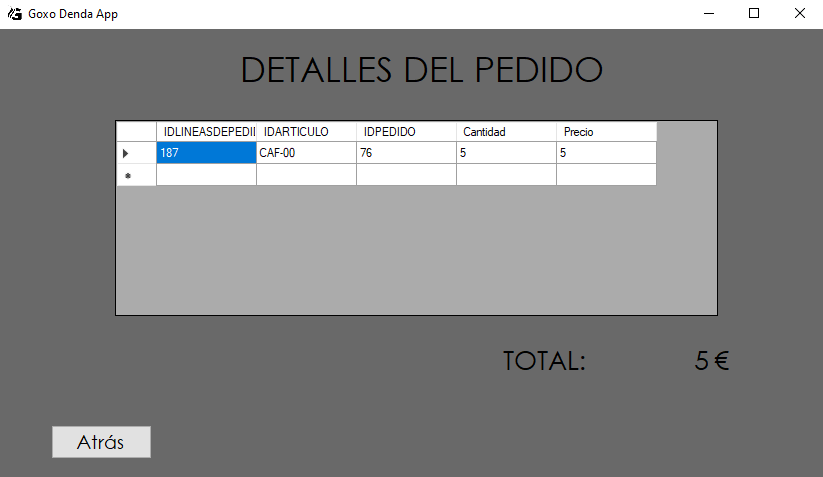 Goxo Denda App
DETALLES DEL PEDIDO
IDLINEASDEPEDII IDARTICULO IDPEDIDO Cantidad Precio
187 CAF-00 76 5 5
TOTAL: 5 €
Atrás